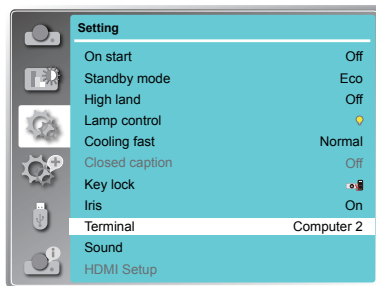 Setting
On start Off
Standby mode Eco
High land Off
Lamp control
Cooling fast Normal
Closed caption Off
Key lock
Iris On
Terminal Computer 2
Sound
HDMI Setup